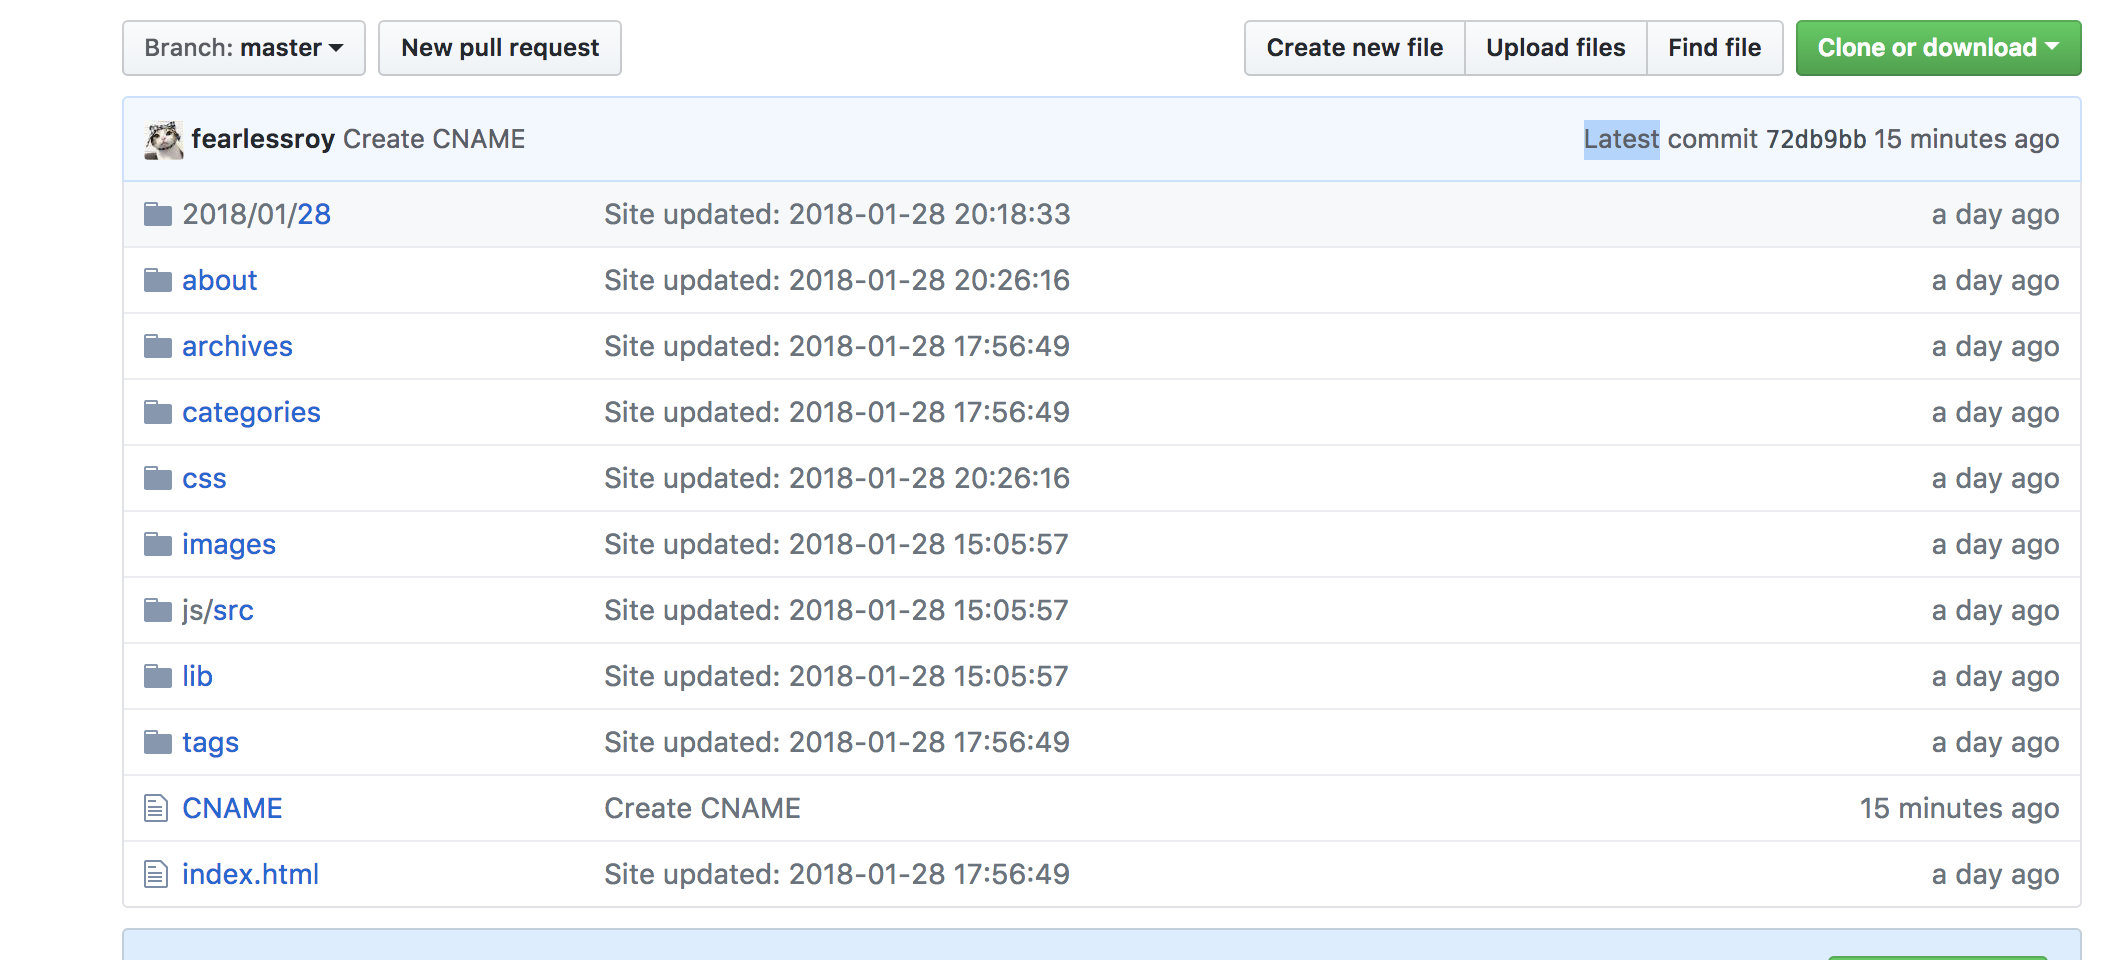 Branch: master New pull request Create new file Upload files Find file Clone or download
fearlessroy Create CNAME Latest commit 72db9bb 15 minutes ago
2018/01/28 Site updated: 2018-01-28 20:18:33 a day ago
about Site updated: 2018-01-28 20:26:16 a day ago
archives Site updated: 2018-01-28 17:56:49 a day ago
categories Site updated: 2018-01-28 17:56:49 a day ago
css Site updated: 2018-01-28 20:26:16 a day ago
images Site updated: 2018-01-28 15:05:57 a day ago
js/src Site updated: 2018-01-28 15:05:57 a day ago
lib Site updated: 2018-01-28 15:05:57 a day ago
tags Site updated: 2018-01-28 17:56:49 a day ago
CNAME Create CNAME 15 minutes ago
index.html Site updated: 2018-01-28 17:56:49 a day ago